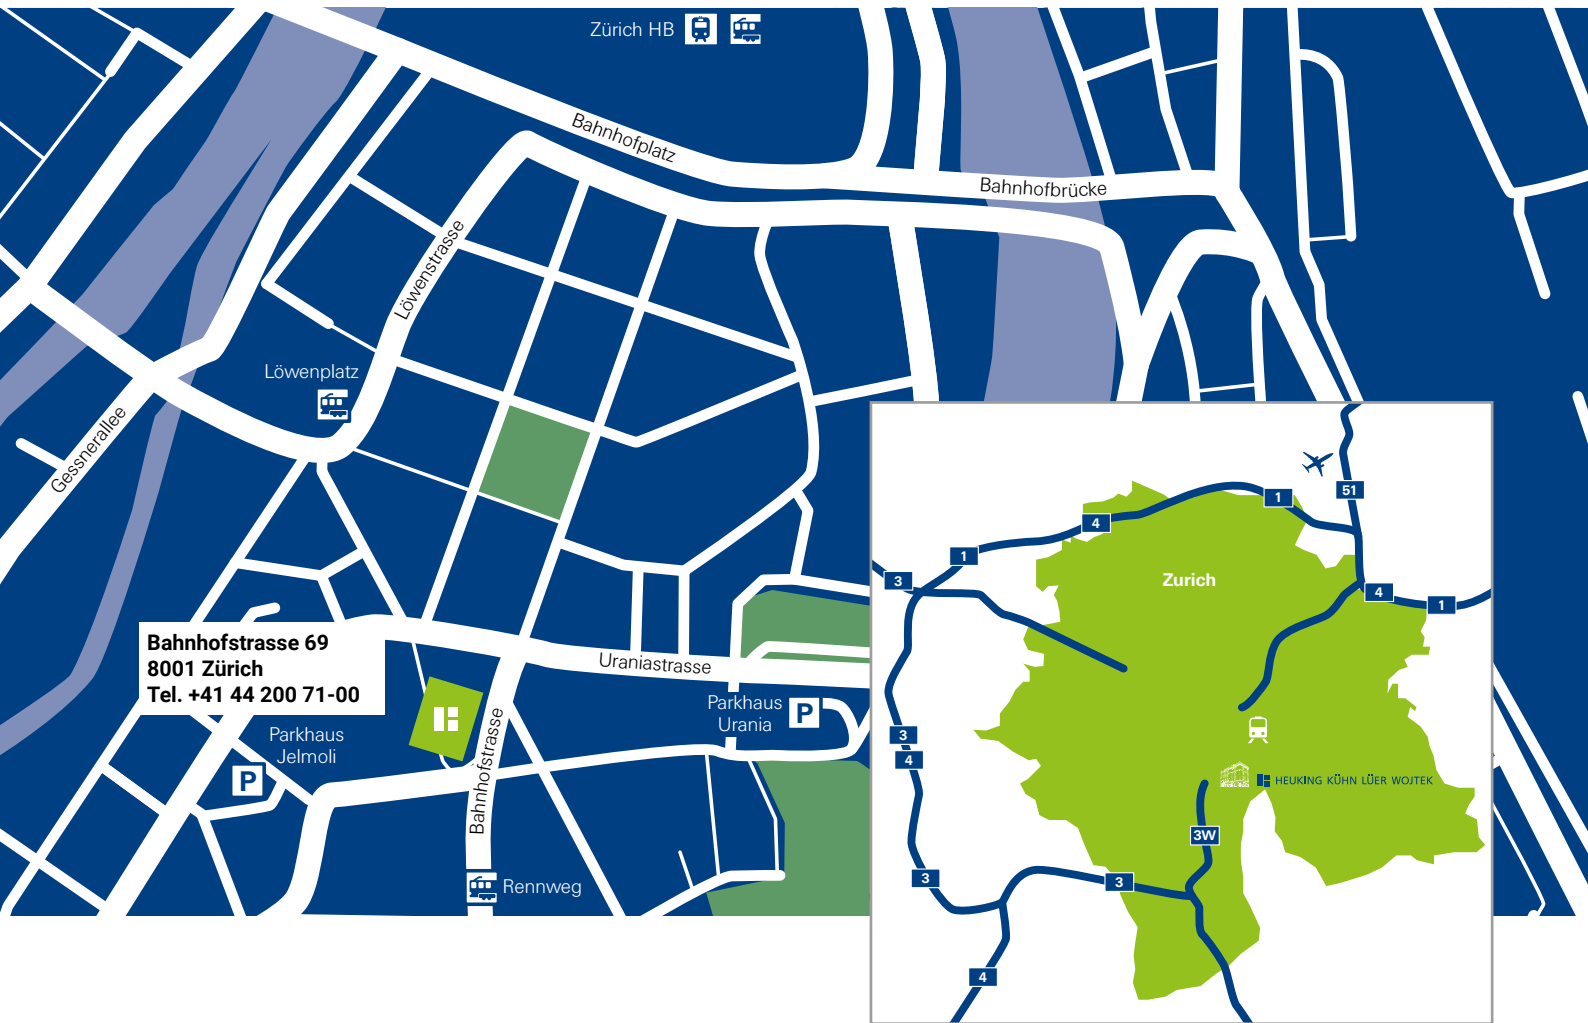 Zürich HB
Bahnhofplatz
Bahnhofbrücke
Löwenstrasse
Löwenplatz
Gessnerallee
Bahnhofstrasse 69
8001 Zürich
Tel. +41 44 200 71-00
Uraniastrasse
Parkhaus
Urania
P
Parkhaus
Jelmoli
P
Bahnhofstrasse
Rennweg
51
1
4
1
3
Zurich
4
1
3
4
HEUKING KÜHN LÜER WOJTEK
3W
3
3
4